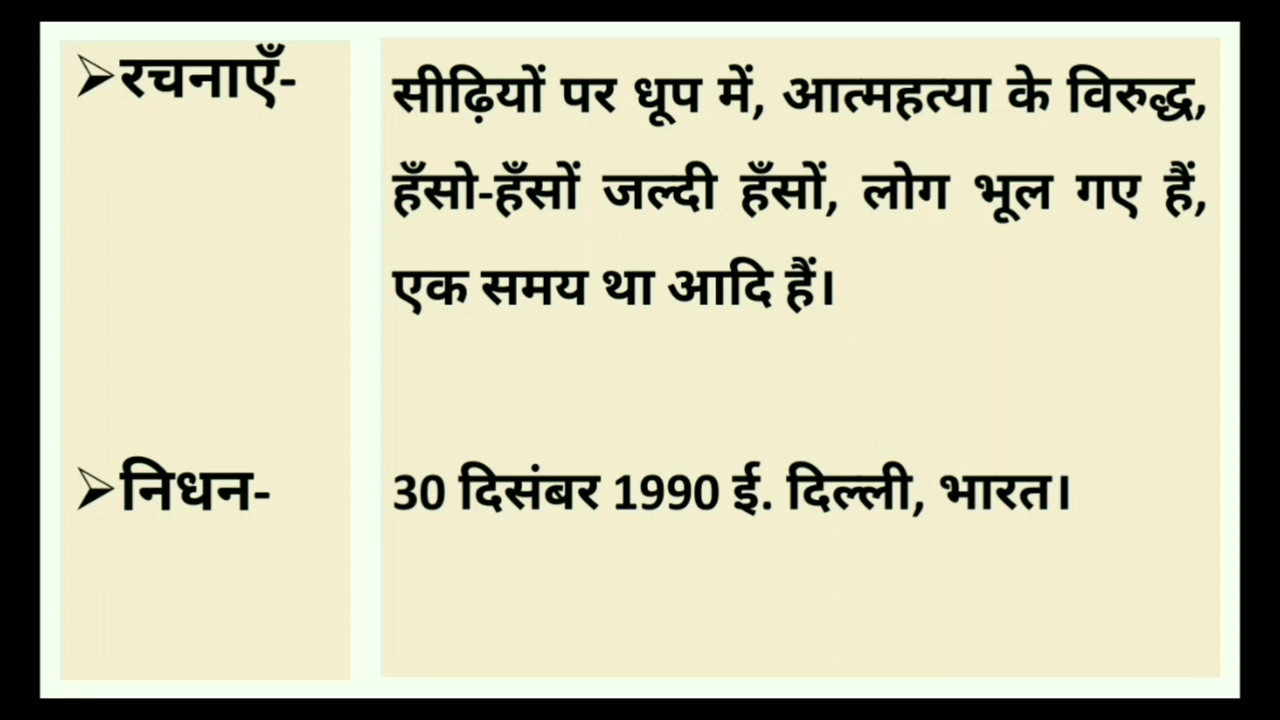 ➢रचनाएँ-
सीढ़ियों पर धूप में, आत्महत्या के विरुद्ध,
हँसो-हँसों जल्दी हँसों, लोग भूल गए हैं,
एक समय था आदि हैं।
➢निधन-
30 दिसंबर 1990 ई. दिल्ली, भारत।